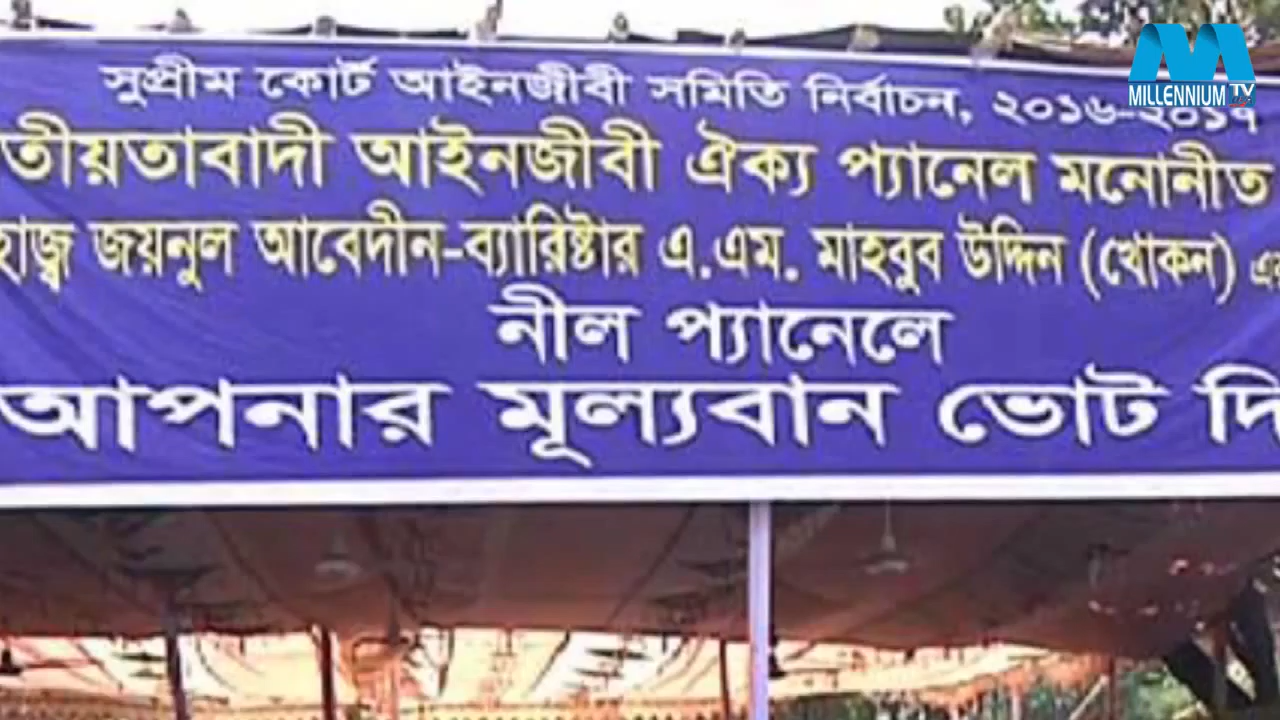 সুপ্রীম কোর্ট আইনজীবী সমিতি নির্বাচন, ২০১৬-২০১৭
তীয়তাবাদী আইনজীবী ঐক্য প্যানেল মনোনীত
হাজ্ব জয়নুল আবেদীন-ব্যারিষ্টার এ.এম. মাহবুব উদ্দিন (খোকন) এ
নীল প্যানেলে
আপনার মূল্যবান ভোট দি
MILLENNIUM TV